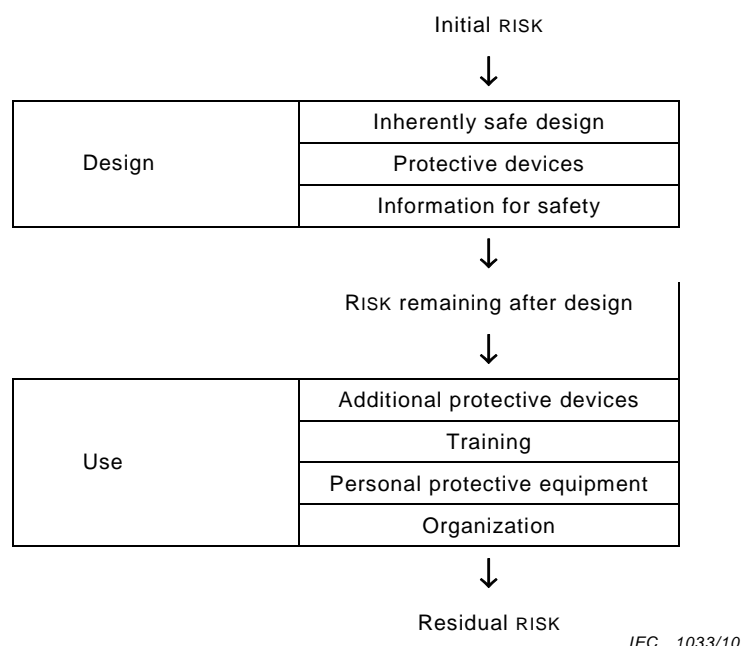 Initial RISK
↓
Inherently safe design
Design
Protective devices
Information for safety
↓
RISK remaining after design
↓
Additional protective devices
Training
Use
Personal protective equipment
Organization
↓
Residual RISK
IEC 1033/10